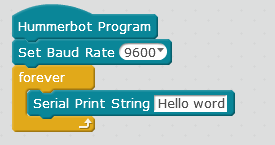 Hummerbot Program
Set Baud Rate 9600
forever
Serial Print String Hello word